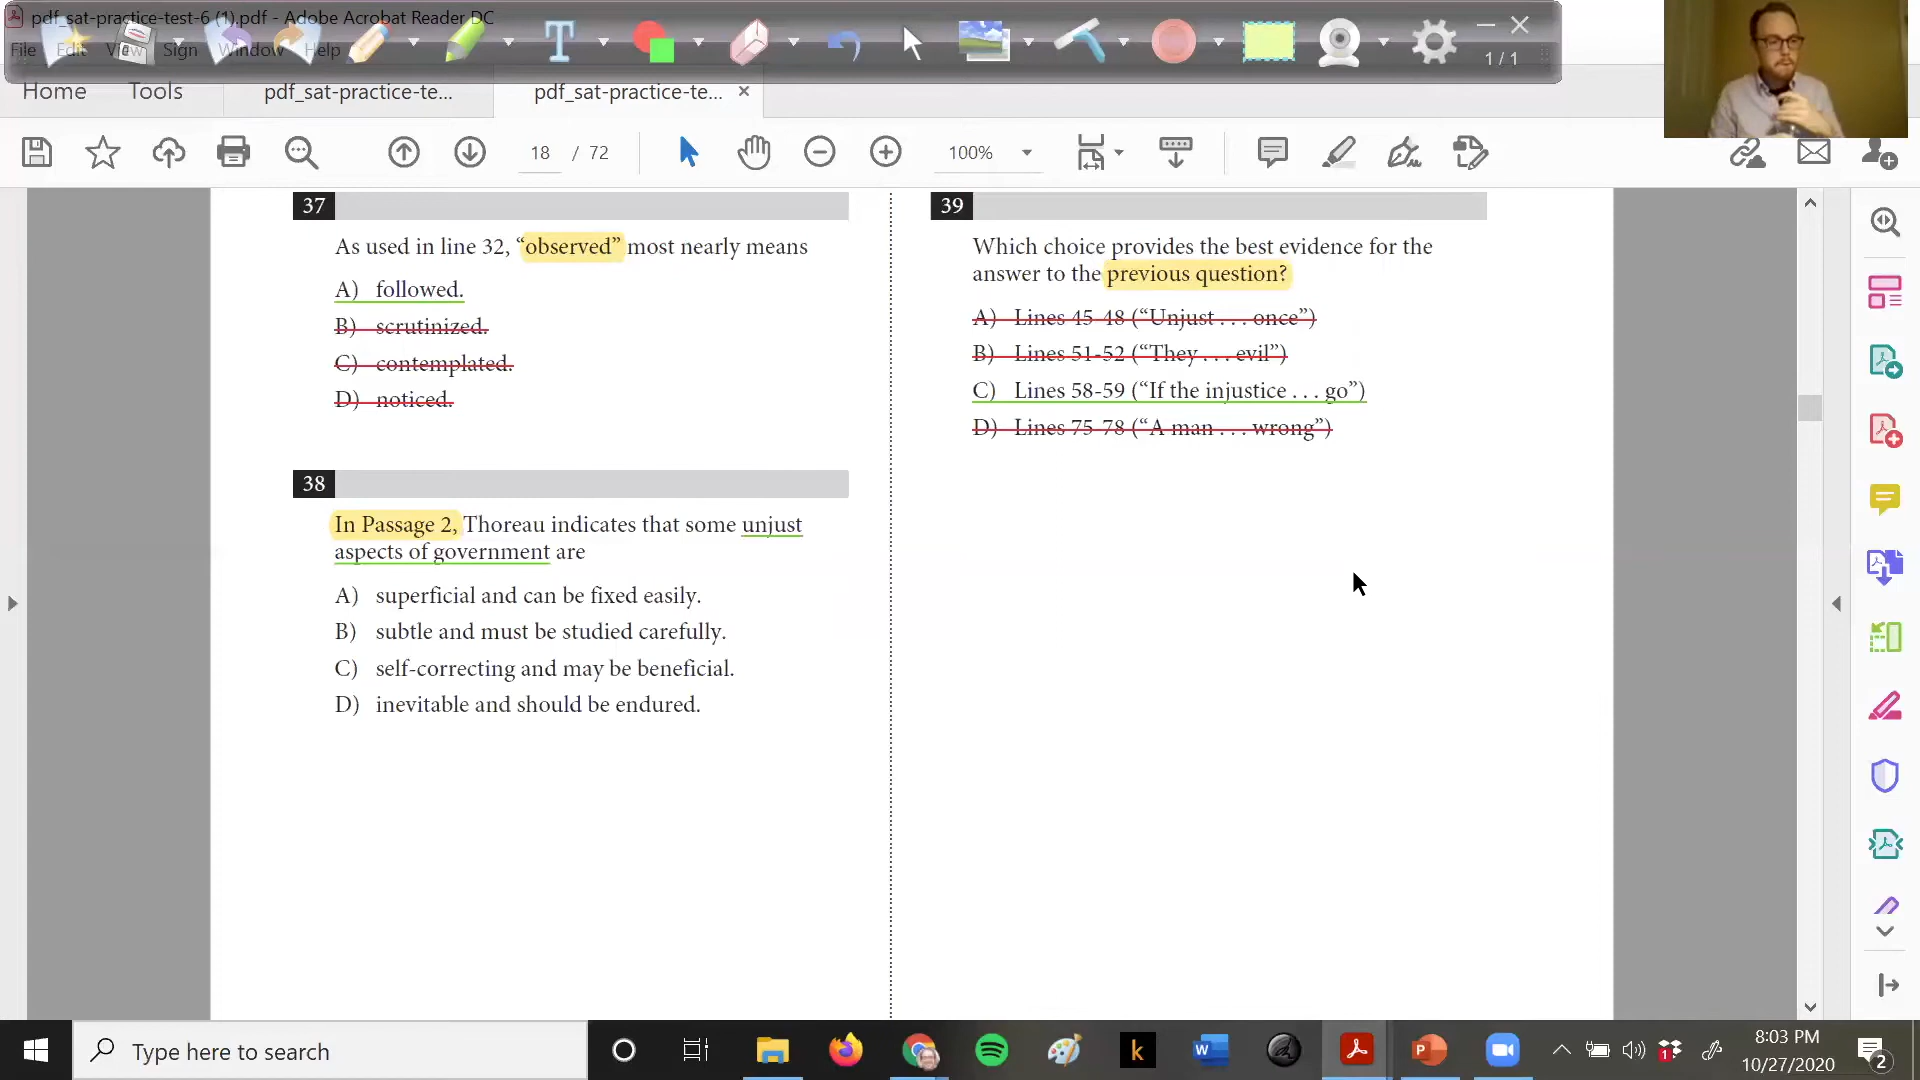 pdf_sat-practice-test-6 (1).pdf - Adobe Acrobat Reader DC
File Edit View Sign Window Help
1 / 1
Home Tools pdf_sat-practice-te... pdf_sat-practice-te...
18 / 72 100%
37
As used in line 32, “observed” most nearly means
A) followed.
B) scrutinized.
C) contemplated.
D) noticed.
38
In Passage 2, Thoreau indicates that some unjust
aspects of government are
A) superficial and can be fixed easily.
B) subtle and must be studied carefully.
C) self-correcting and may be beneficial.
D) inevitable and should be endured.
39
Which choice provides the best evidence for the
answer to the previous question?
A) Lines 45-48 (“Unjust . . . once”)
B) Lines 51-52 (“They . . . evil”)
C) Lines 58-59 (“If the injustice . . . go”)
D) Lines 75-78 (“A man . . . wrong”)
Type here to search
8:03 PM
10/27/2020
2